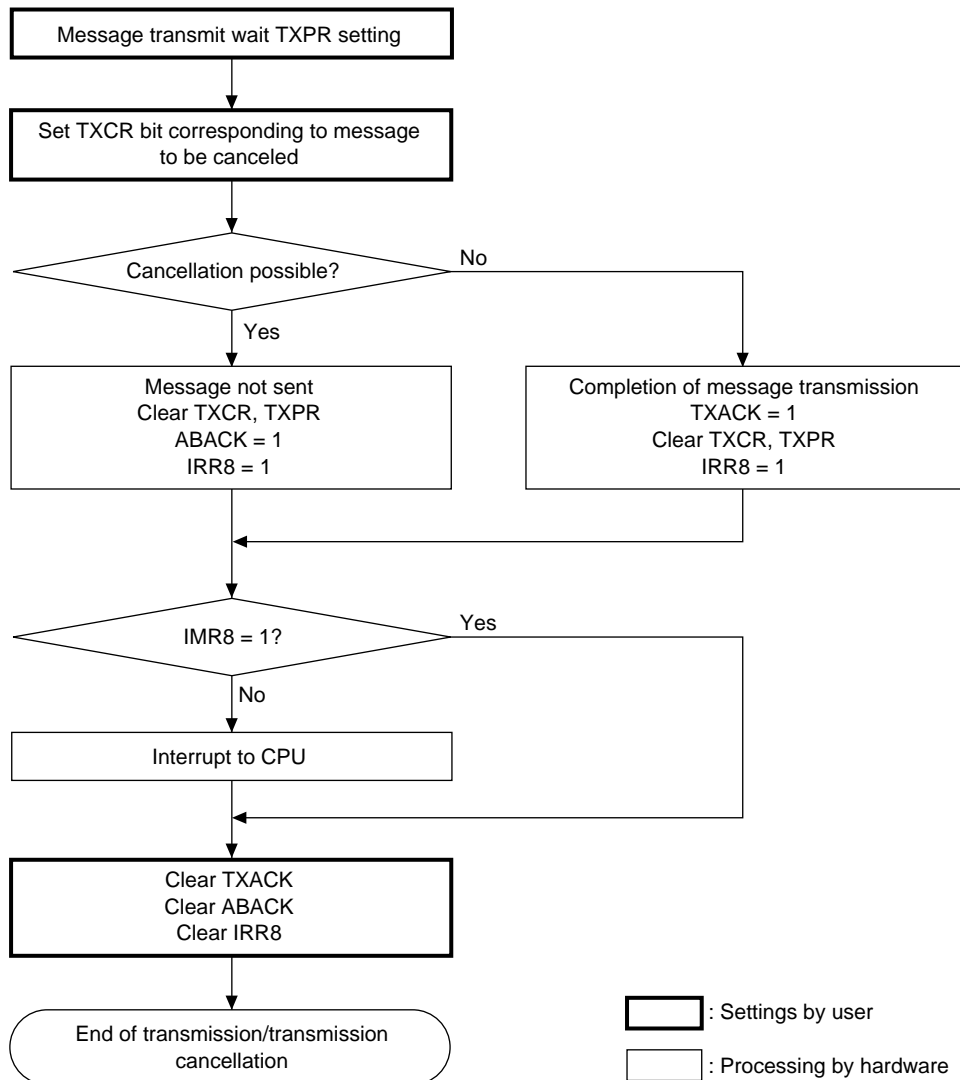 Message transmit wait TXPR setting
Set TXCR bit corresponding to message
to be canceled
Cancellation possible?
No
Yes
Message not sent
Clear TXCR, TXPR
ABACK = 1
IRR8 = 1
Completion of message transmission
TXACK = 1
Clear TXCR, TXPR
IRR8 = 1
IMR8 = 1?
Yes
No
Interrupt to CPU
Clear TXACK
Clear ABACK
Clear IRR8
End of transmission/transmission
cancellation
: Settings by user
: Processing by hardware